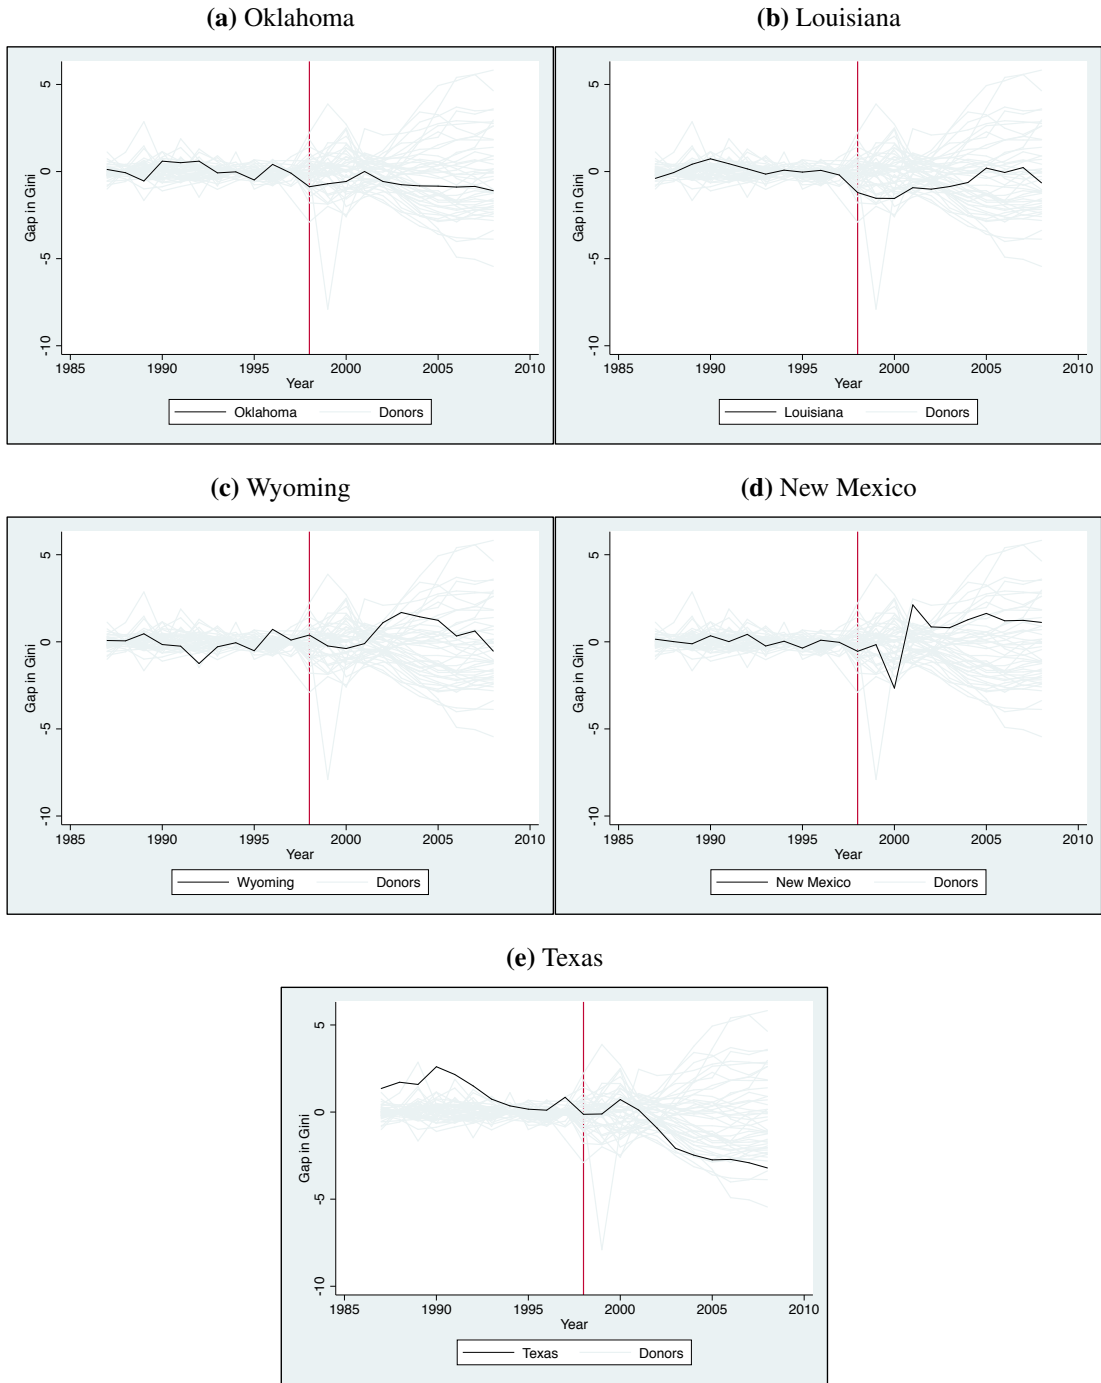 (a) Oklahoma
(b) Louisiana
Gap in Gini
5
0
-5
-10
1985 1990 1995 2000 2005 2010
Year
Oklahoma Donors
Gap in Gini
5
0
-5
-10
1985 1990 1995 2000 2005 2010
Year
Louisiana Donors
(c) Wyoming
(d) New Mexico
Gap in Gini
5
0
-5
-10
1985 1990 1995 2000 2005 2010
Year
Wyoming Donors
Gap in Gini
5
0
-5
-10
1985 1990 1995 2000 2005 2010
Year
New Mexico Donors
(e) Texas
Gap in Gini
5
0
-5
-10
1985 1990 1995 2000 2005 2010
Year
Texas Donors